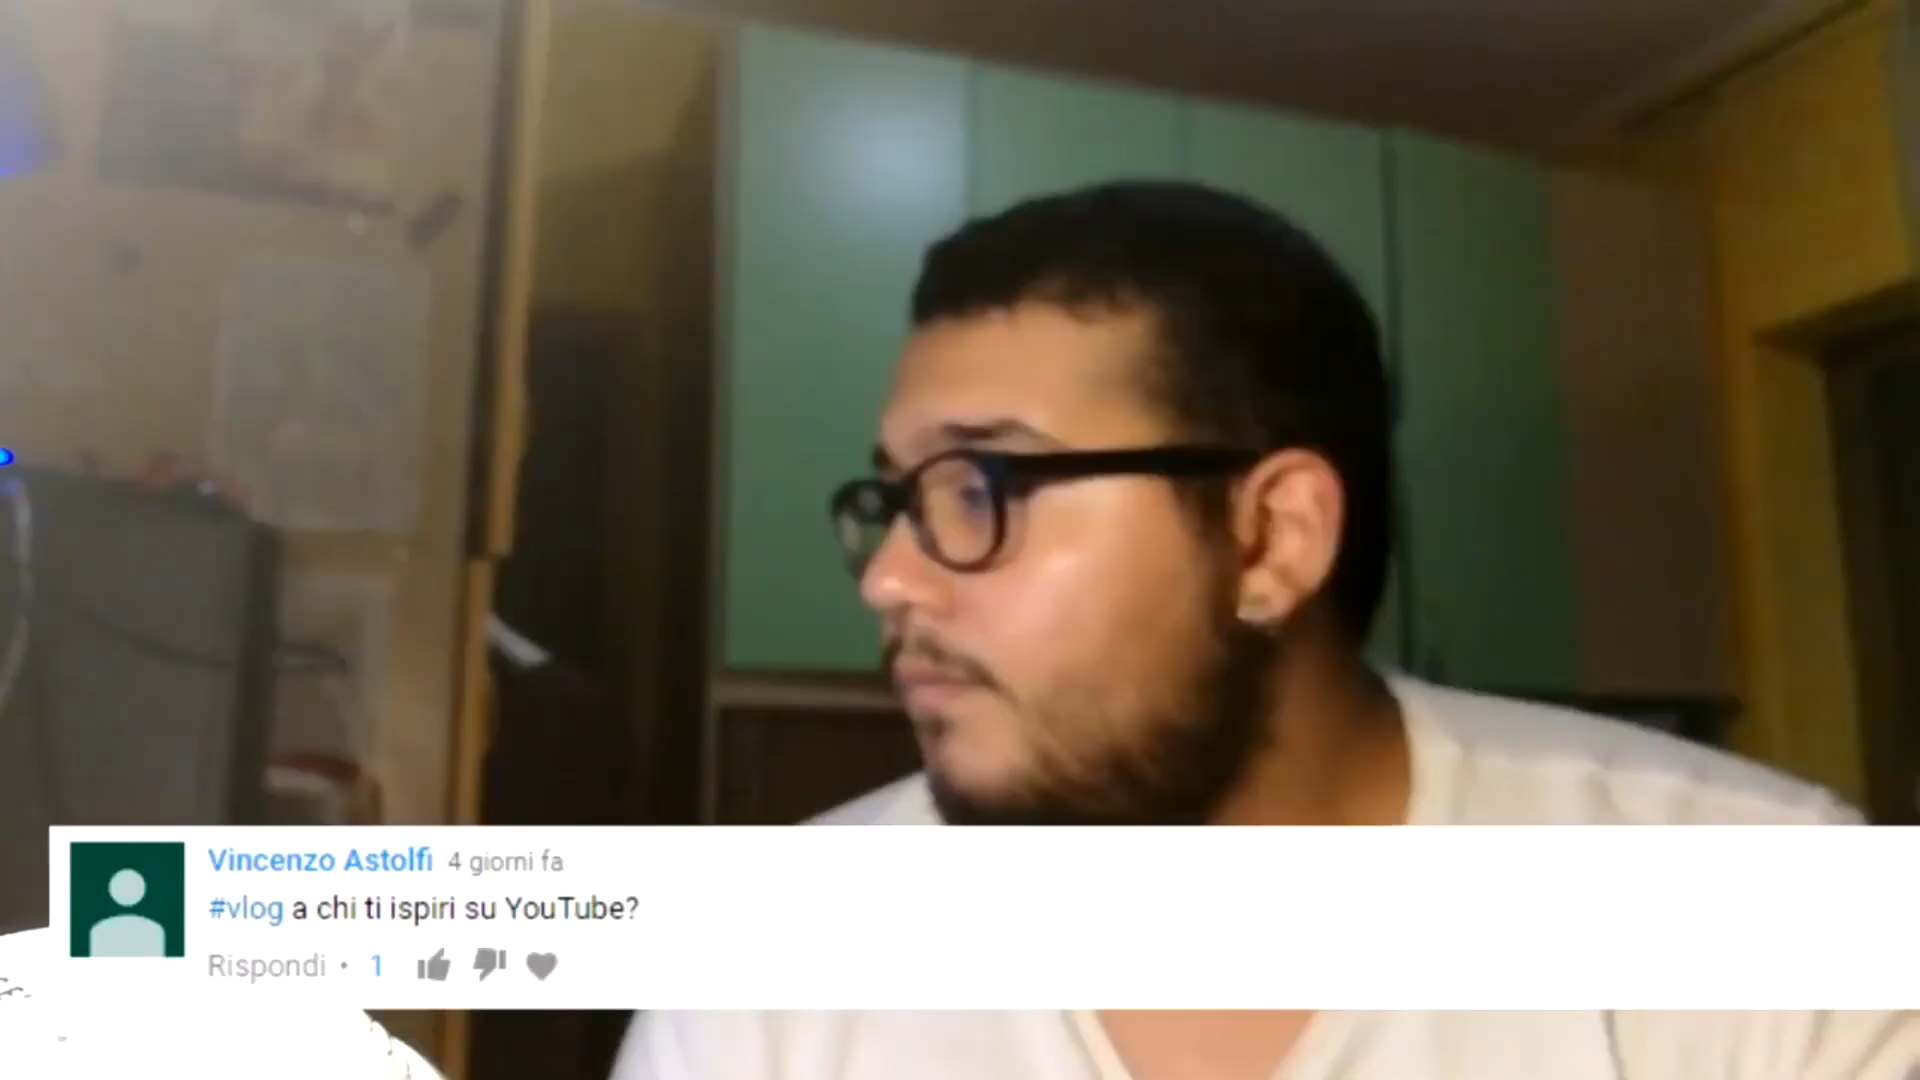 Vincenzo Astolfi 4 giorni fa
#vlog a chi ti ispiri su YouTube?
Rispondi • 1